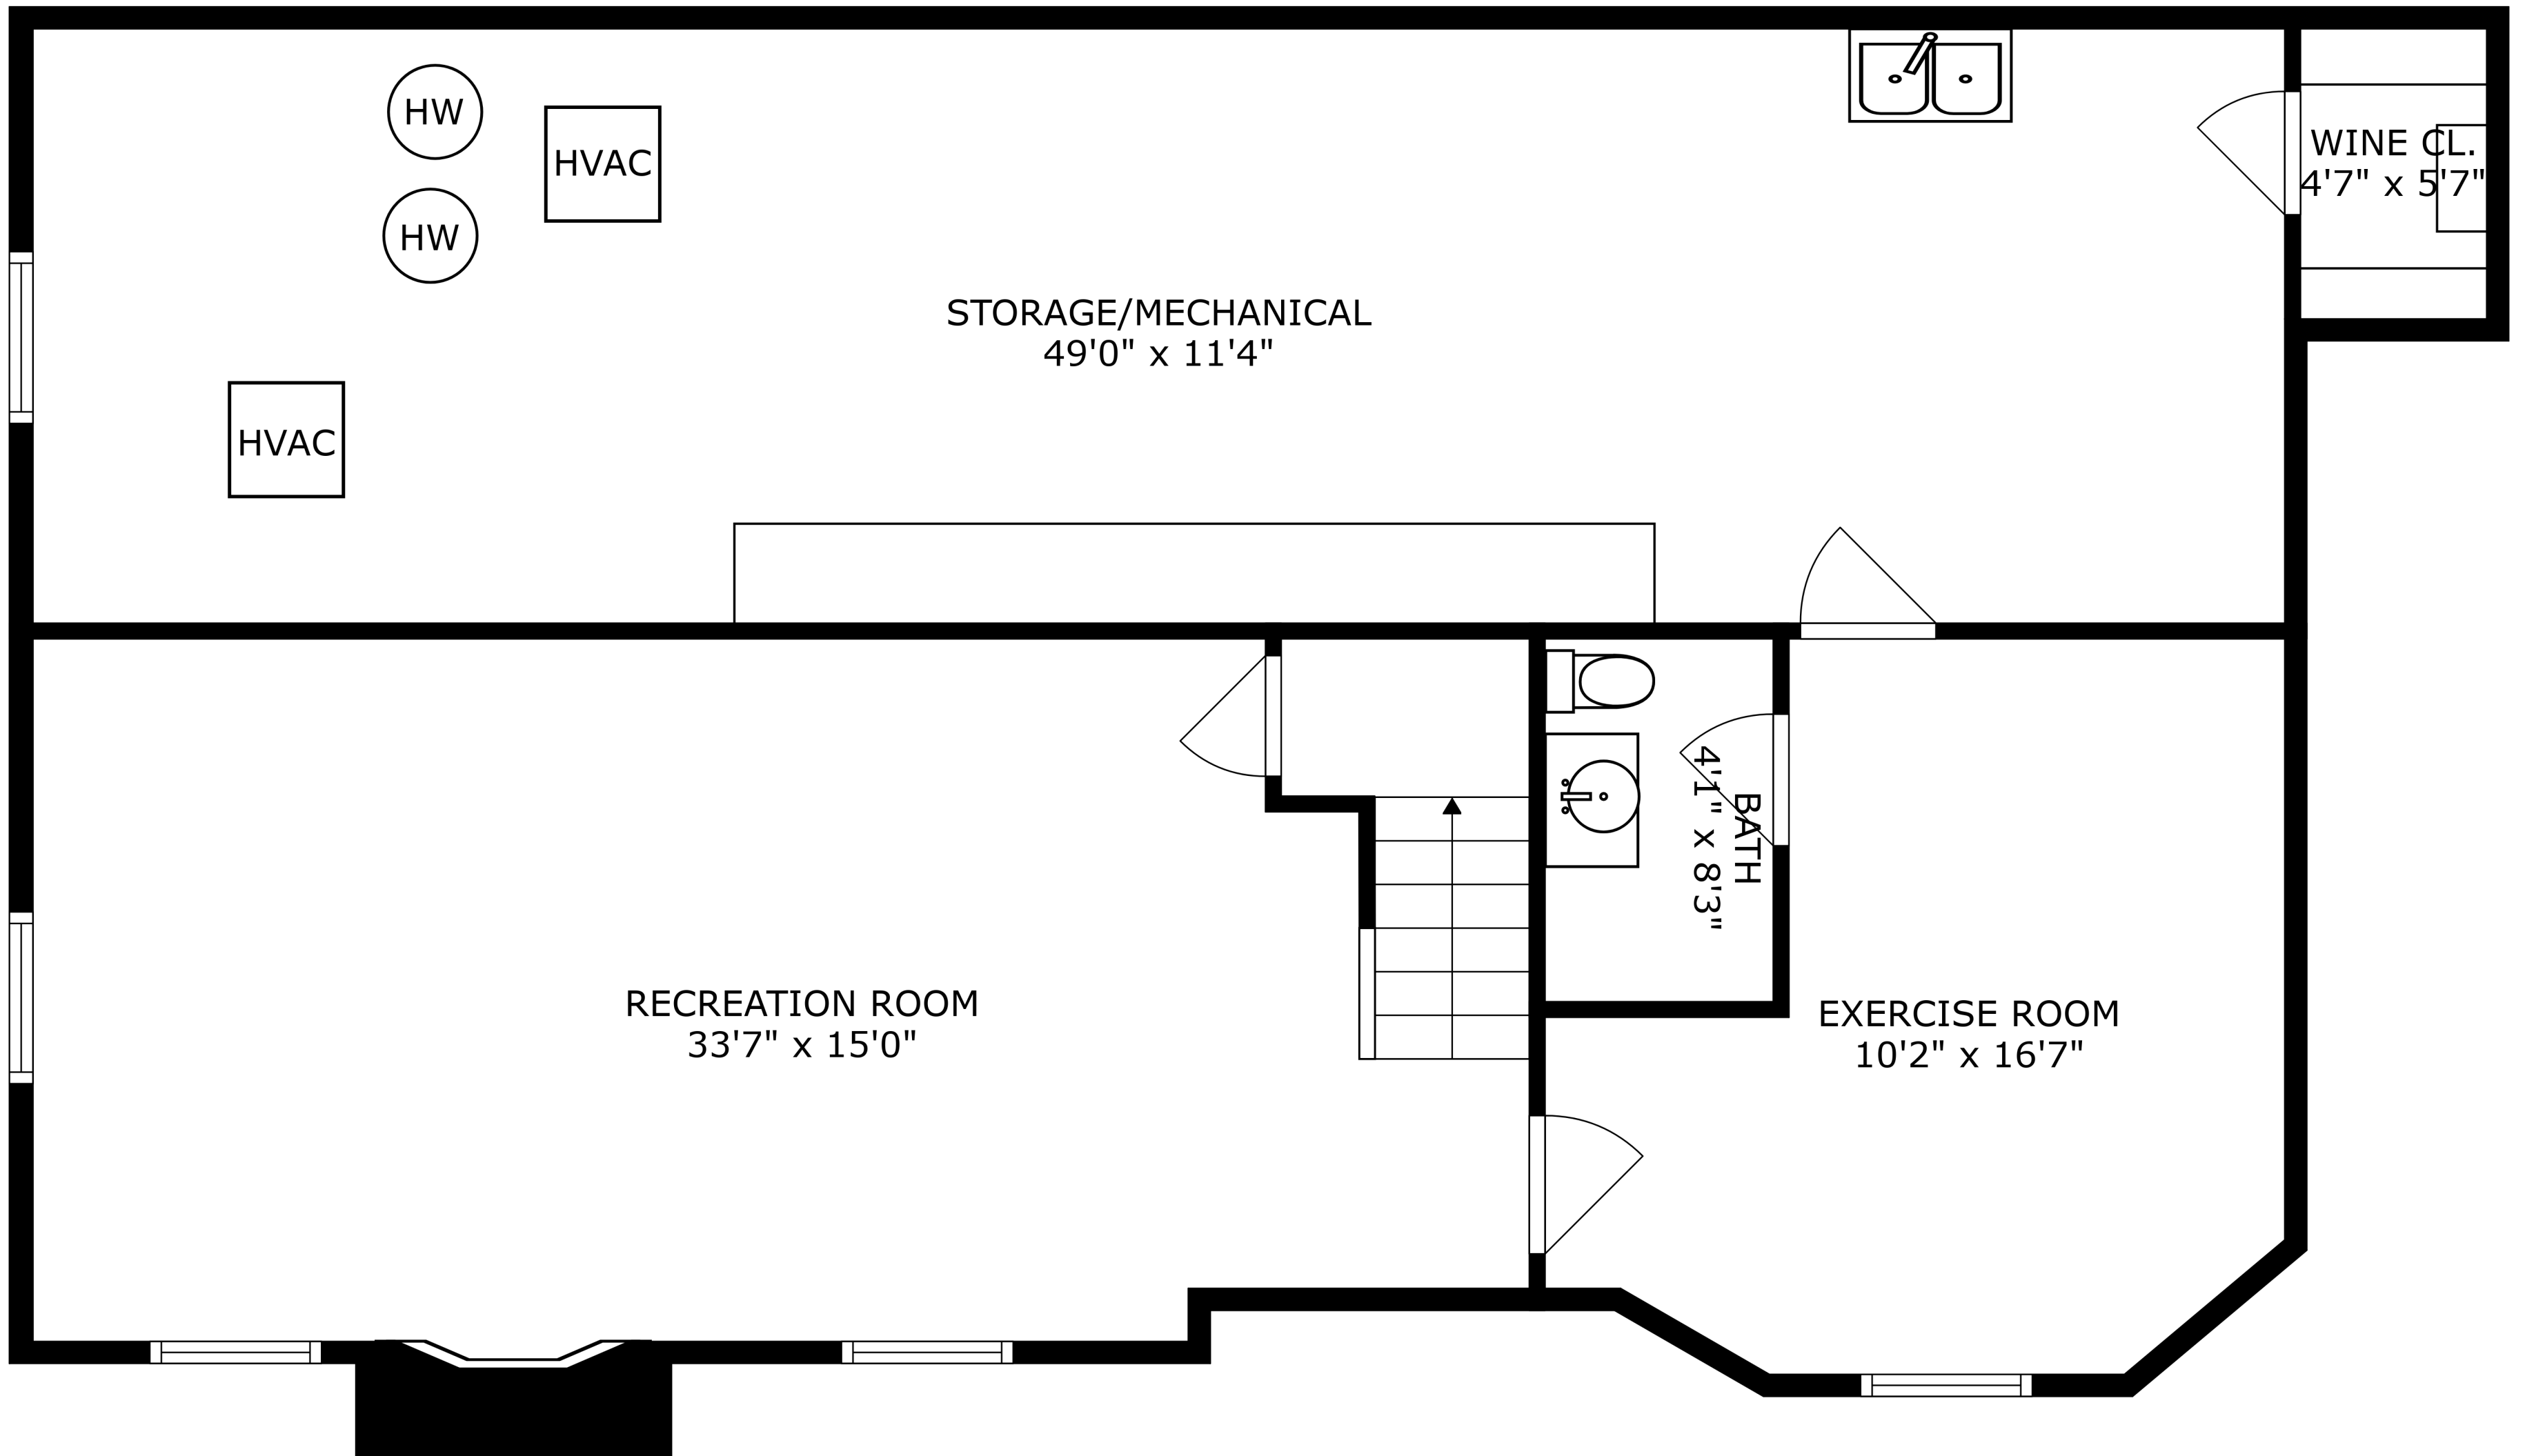 HW
HVAC
HW
WINE CL.
4'7" x 5'7"
STORAGE/MECHANICAL
49'0" x 11'4"
HVAC
BATH
4'1" x 8'3"
RECREATION ROOM
33'7" x 15'0"
EXERCISE ROOM
10'2" x 16'7"